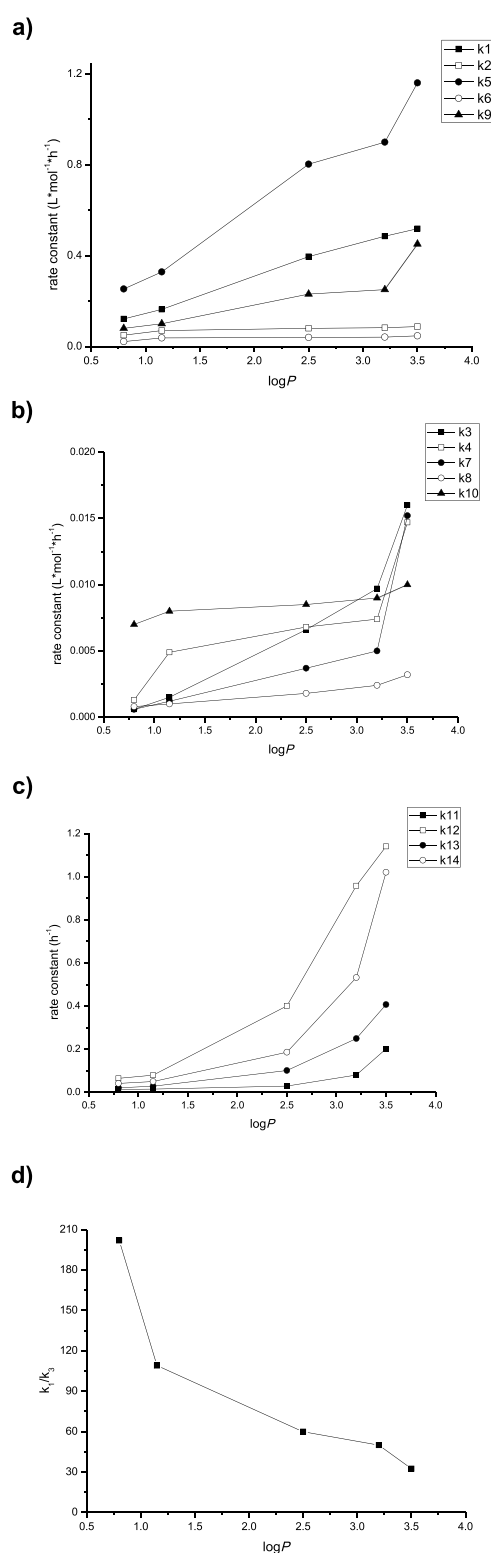 a)
k1
k2
k5
k6
k9
1.2
0.8
0.4
0.0
rate constant (L*mol⁻¹*h⁻¹)
0.5 1.0 1.5 2.0 2.5 3.0 3.5 4.0
logP
b)
k3
k4
k7
k8
k10
0.020
0.015
0.010
0.005
0.000
rate constant (L*mol⁻¹*h⁻¹)
0.5 1.0 1.5 2.0 2.5 3.0 3.5 4.0
logP
c)
k11
k12
k13
k14
1.2
1.0
0.8
0.6
0.4
0.2
0.0
rate constant (h⁻¹)
0.5 1.0 1.5 2.0 2.5 3.0 3.5 4.0
logP
d)
210
180
150
120
90
60
30
0
k₁/k₃
0.5 1.0 1.5 2.0 2.5 3.0 3.5 4.0
logP